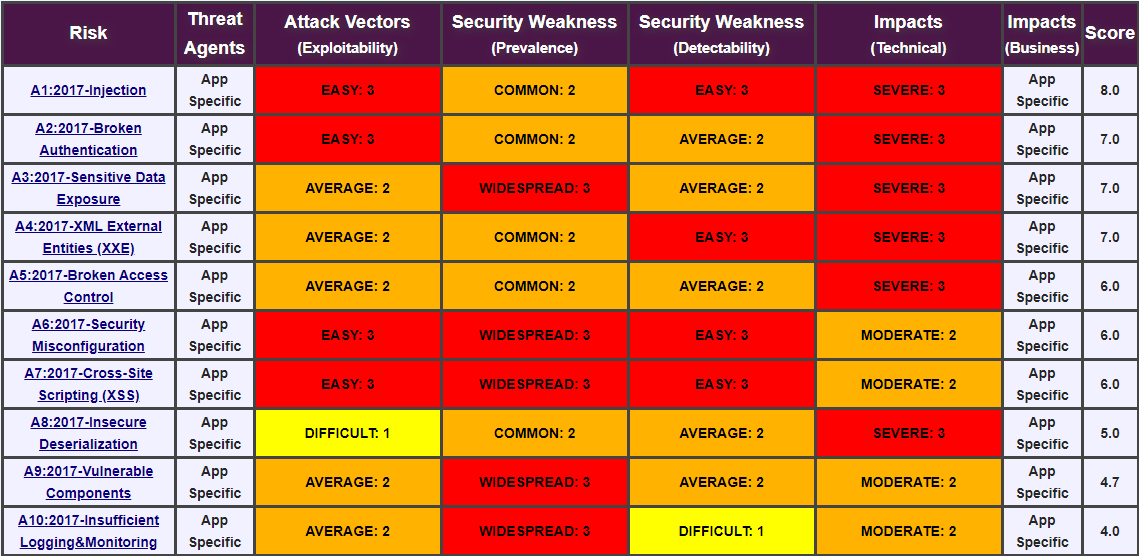 Risk
Threat
Agents
Attack Vectors
(Exploitability)
Security Weakness
(Prevalence)
Security Weakness
(Detectability)
Impacts
(Technical)
Impacts
(Business)
Score
A1:2017-Injection
App
Specific
EASY: 3
COMMON: 2
EASY: 3
SEVERE: 3
App
Specific
8.0
A2:2017-Broken
Authentication
App
Specific
EASY: 3
COMMON: 2
AVERAGE: 2
SEVERE: 3
App
Specific
7.0
A3:2017-Sensitive Data
Exposure
App
Specific
AVERAGE: 2
WIDESPREAD: 3
AVERAGE: 2
SEVERE: 3
App
Specific
7.0
A4:2017-XML External
Entities (XXE)
App
Specific
AVERAGE: 2
COMMON: 2
EASY: 3
SEVERE: 3
App
Specific
7.0
A5:2017-Broken Access
Control
App
Specific
AVERAGE: 2
COMMON: 2
AVERAGE: 2
SEVERE: 3
App
Specific
6.0
A6:2017-Security
Misconfiguration
App
Specific
EASY: 3
WIDESPREAD: 3
EASY: 3
MODERATE: 2
App
Specific
6.0
A7:2017-Cross-Site
Scripting (XSS)
App
Specific
EASY: 3
WIDESPREAD: 3
EASY: 3
MODERATE: 2
App
Specific
6.0
A8:2017-Insecure
Deserialization
App
Specific
DIFFICULT: 1
COMMON: 2
AVERAGE: 2
SEVERE: 3
App
Specific
5.0
A9:2017-Vulnerable
Components
App
Specific
AVERAGE: 2
WIDESPREAD: 3
AVERAGE: 2
MODERATE: 2
App
Specific
4.7
A10:2017-Insufficient
Logging&Monitoring
App
Specific
AVERAGE: 2
WIDESPREAD: 3
DIFFICULT: 1
MODERATE: 2
App
Specific
4.0